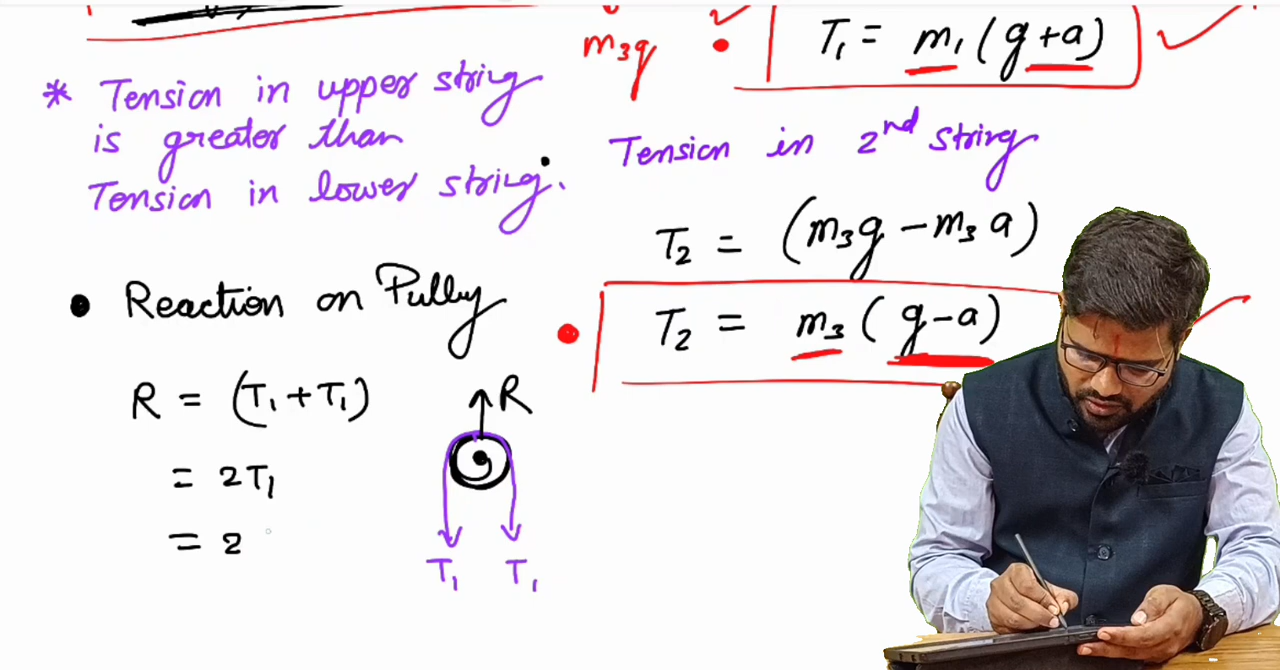 m₃g
T₁ = m₁(g+a)
* Tension in upper string
is greater than
Tension in lower string.
Tension in 2nd string
T₂ = (m₃g - m₃a)
T₂ = m₃(g-a)
• Reaction on Pully
R = (T₁+T₁)
= 2T₁
= 2
R
T₁ T₁